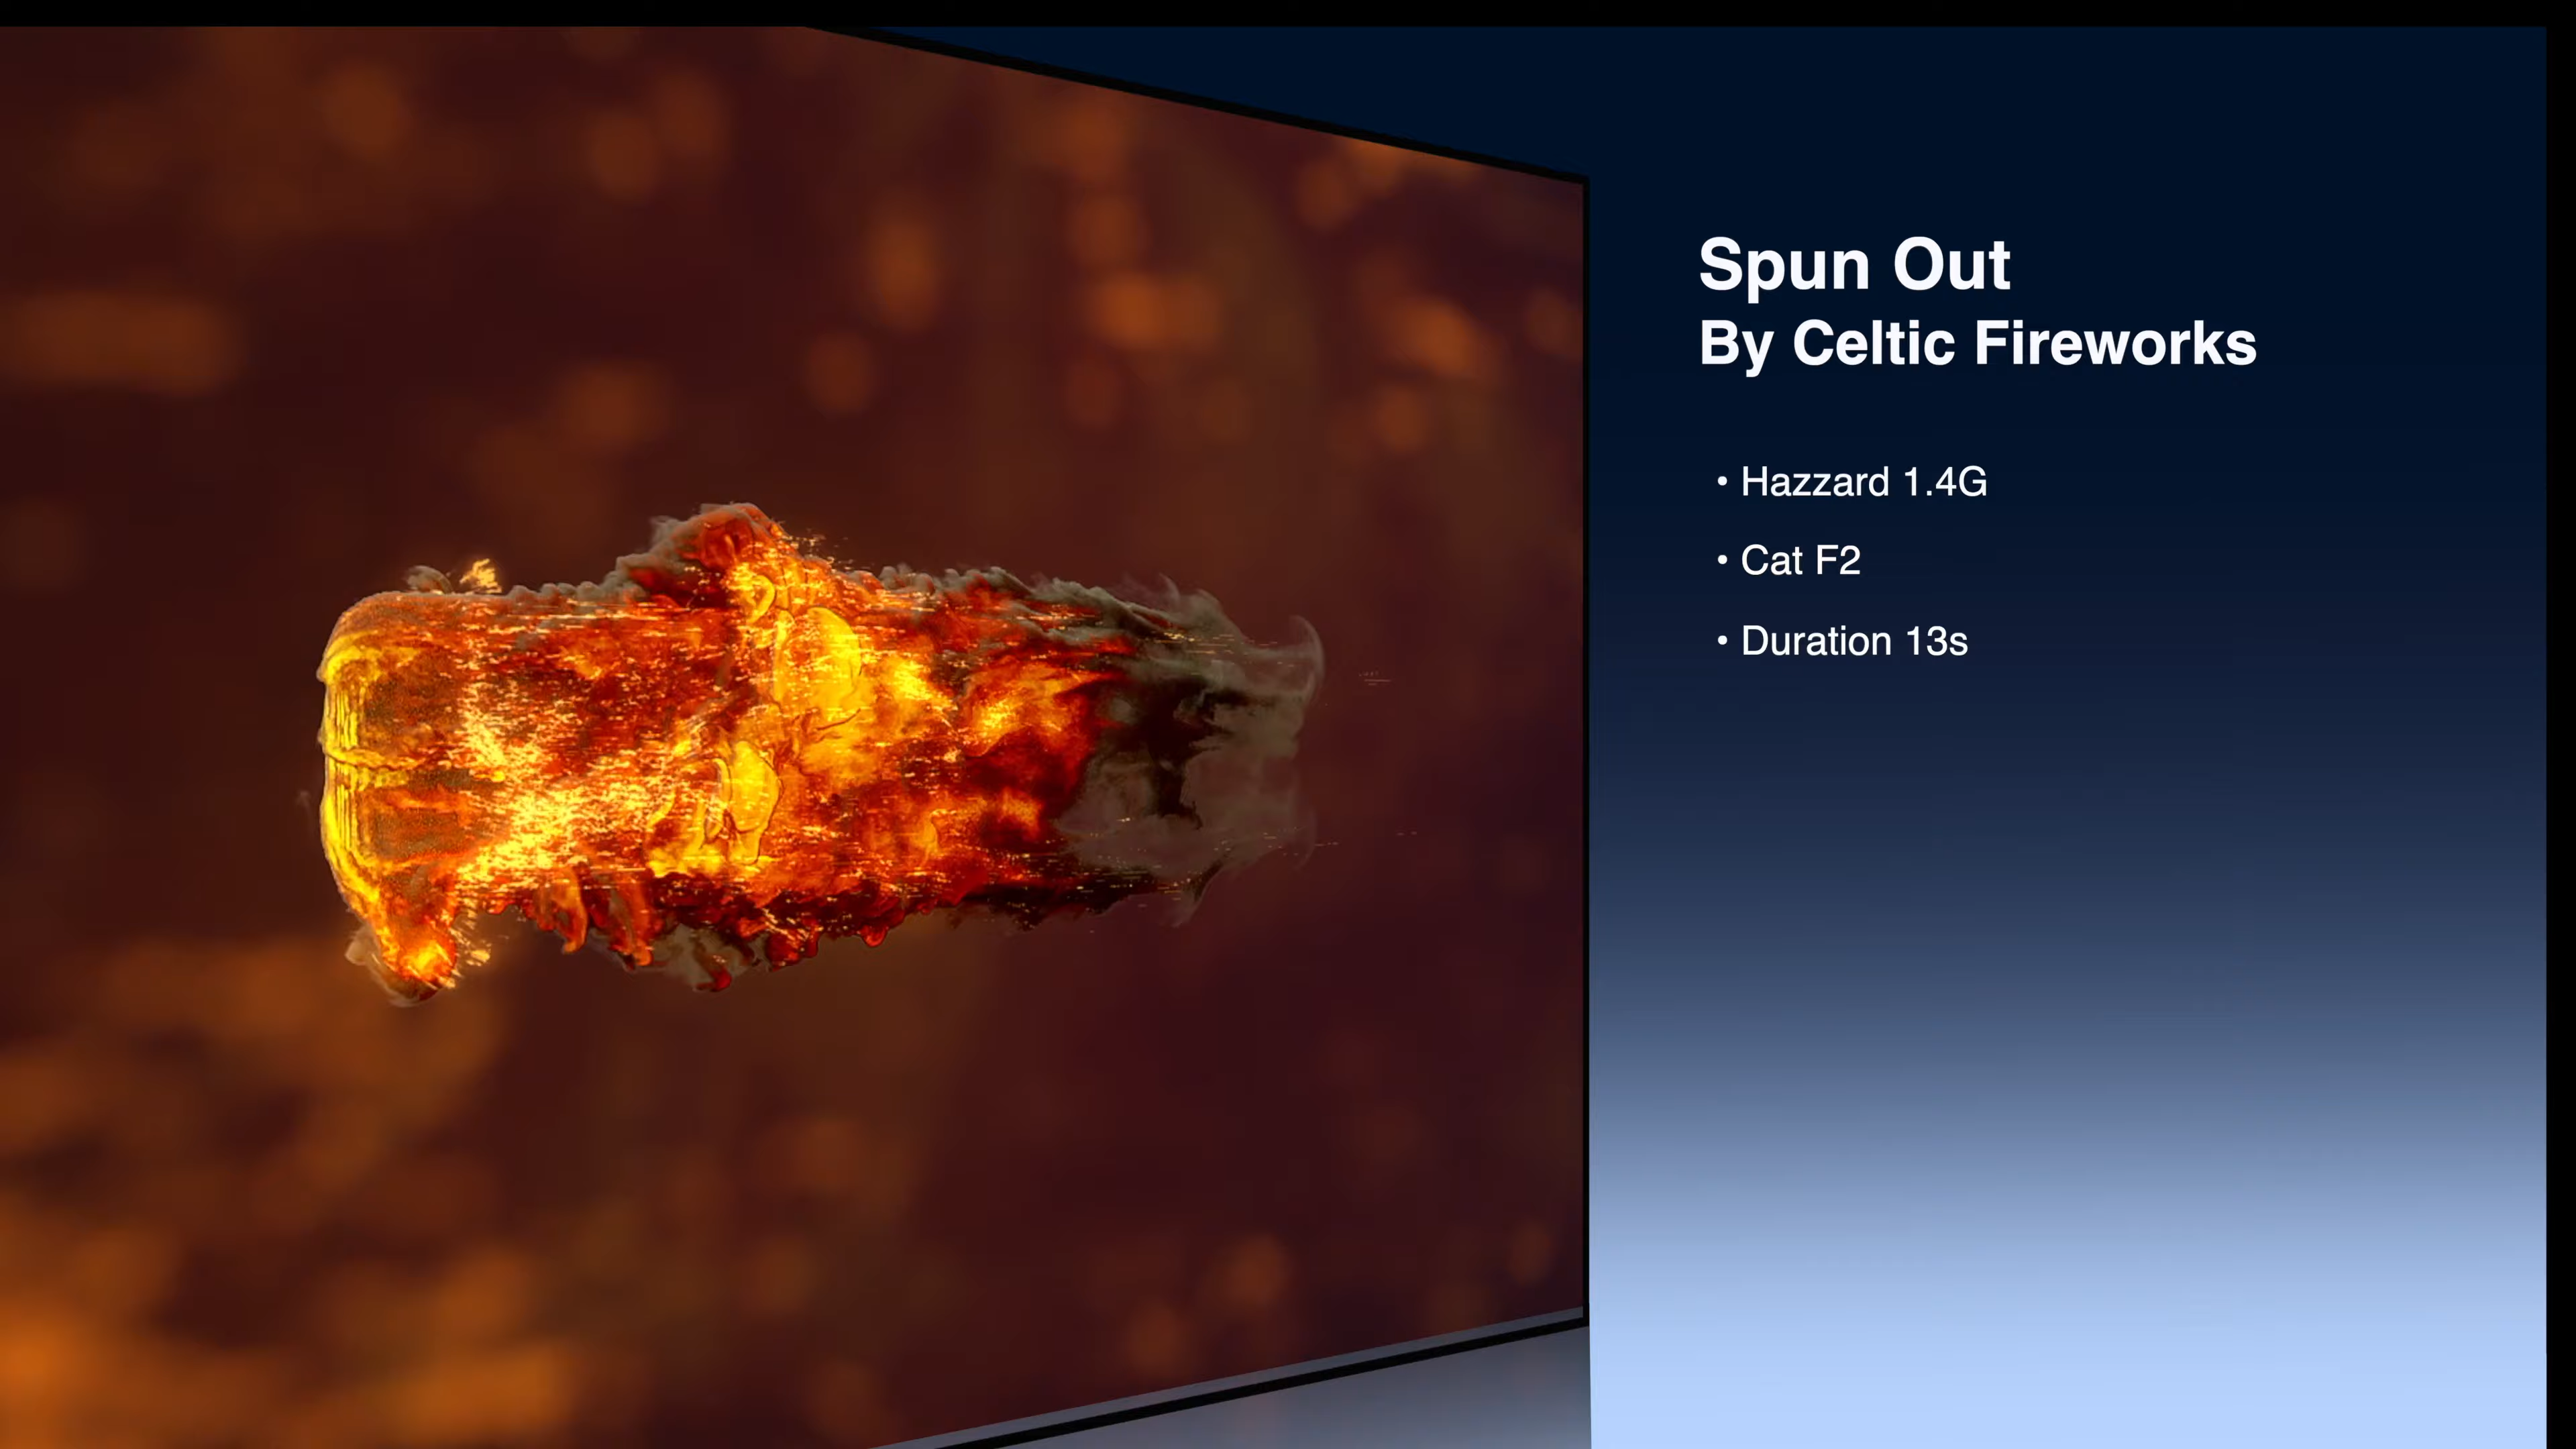 Spun Out
By Celtic Fireworks
• Hazzard 1.4G
• Cat F2
• Duration 13s